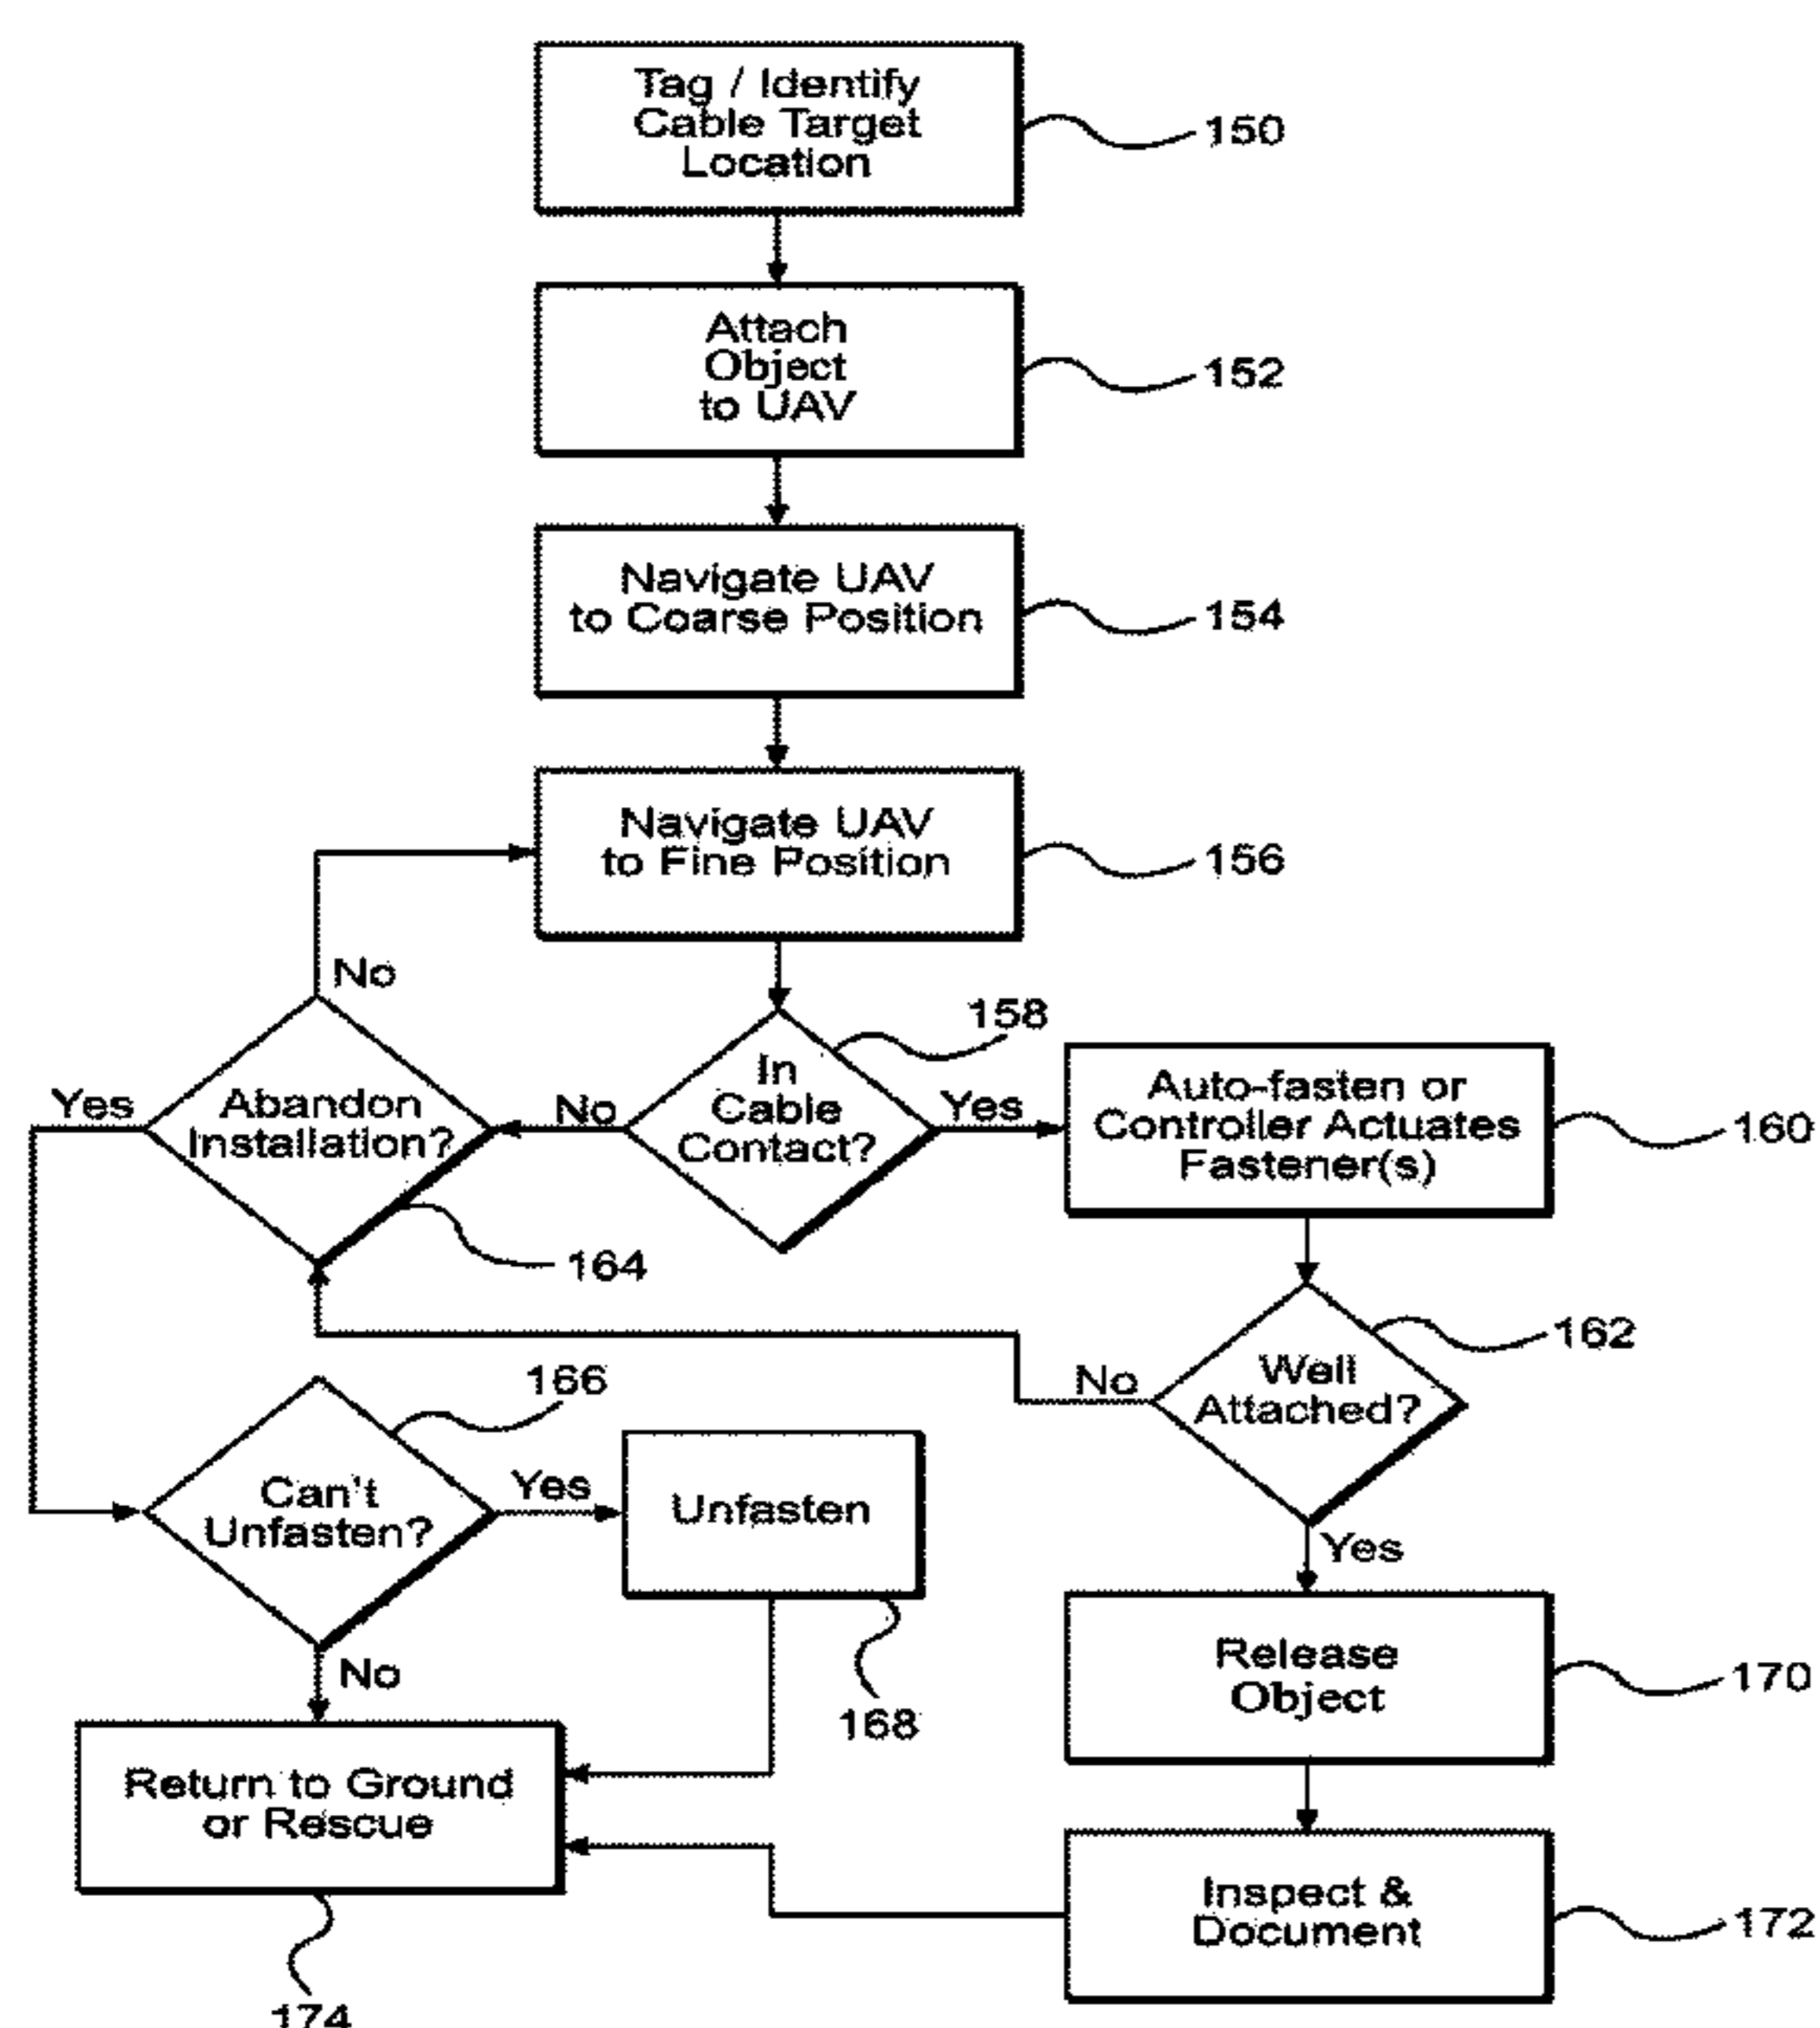 Tag / Identify
Cable Target
Location
150
Attach
Object
to UAV
152
Navigate UAV
to Coarse Position
154
Navigate UAV
to Fine Position
156
No
158
In
Cable
Contact?
Yes
No
Abandon
Installation?
Yes
164
Auto-fasten or
Controller Actuates
Fastener(s)
160
162
Well
Attached?
No
Yes
166
Can't
Unfasten?
Yes
Unfasten
168
No
Release
Object
170
Return to Ground
or Rescue
174
Inspect &
Document
172